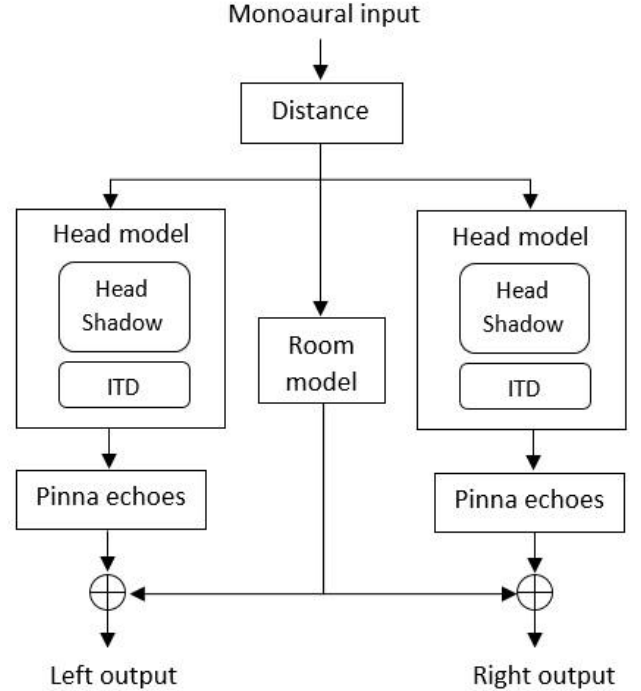 Monoaural input
Distance
Head model
Head
Shadow
ITD
Pinna echoes
Room
model
Head model
Head
Shadow
ITD
Pinna echoes
Left output
Right output